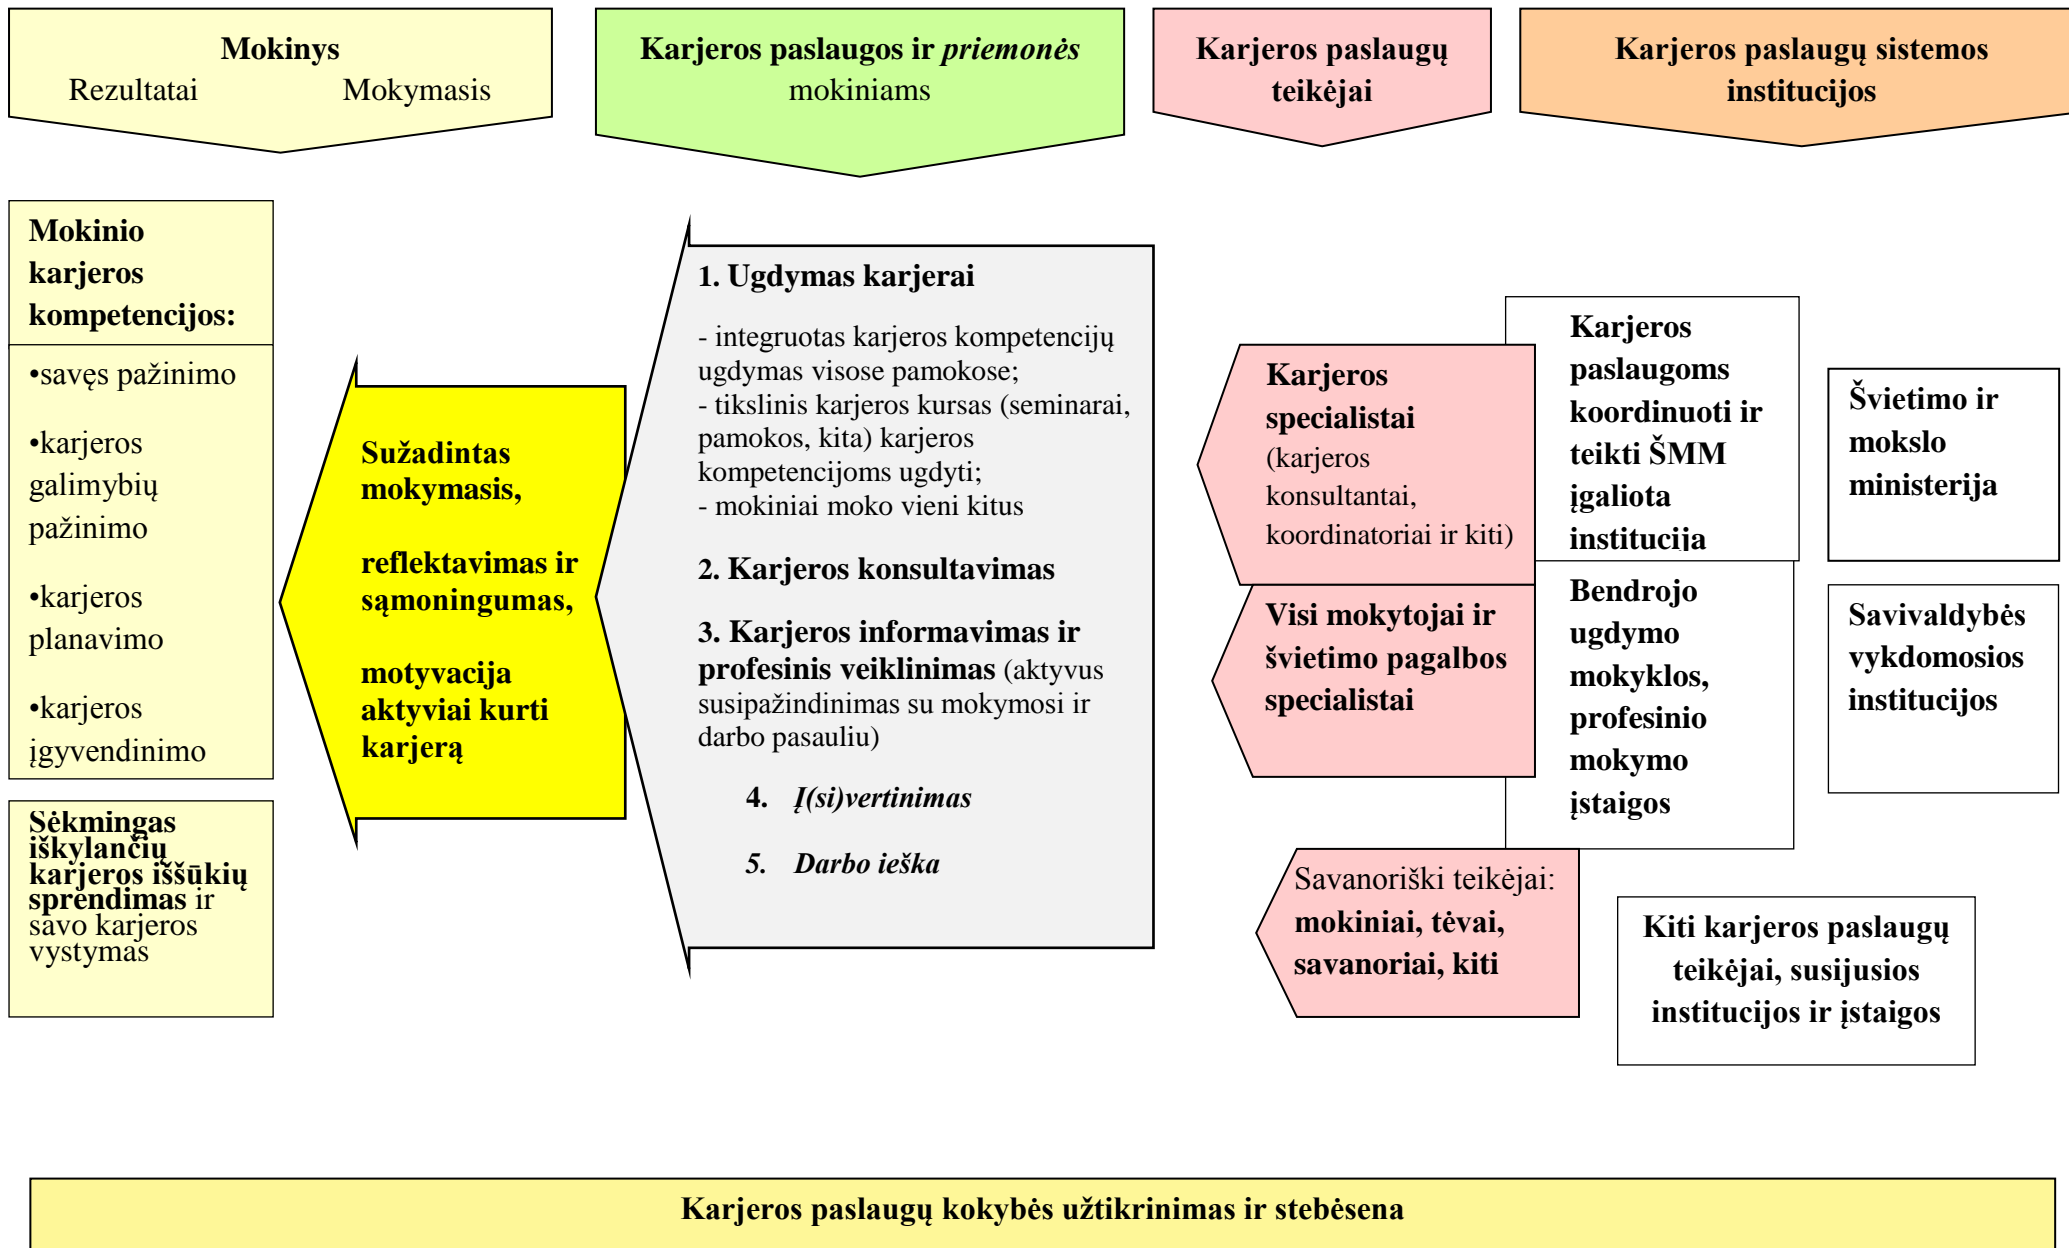 Mokinys
Rezultatai Mokymasis
Karjeros paslaugos ir priemonės
mokiniams
Karjeros paslaugų
teikėjai
Karjeros paslaugų sistemos
institucijos
Mokinio
karjeros
kompetencijos:
•savęs pažinimo
•karjeros
galimybių
pažinimo
•karjeros
planavimo
•karjeros
įgyvendinimo
Sėkmingas
iškylančių
karjeros iššūkių
sprendimas ir
savo karjeros
vystymas
Sužadintas
mokymasis,
reflektavimas ir
sąmoningumas,
motyvacija
aktyviai kurti
karjerą
1. Ugdymas karjerai
- integruotas karjeros kompetencijų
ugdymas visose pamokose;
- tikslinis karjeros kursas (seminarai,
pamokos, kita) karjeros
kompetencijoms ugdyti;
- mokiniai moko vieni kitus
2. Karjeros konsultavimas
3. Karjeros informavimas ir
profesinis veiklinimas (aktyvus
susipažindinimas su mokymosi ir
darbo pasauliu)
4. Į(si)vertinimas
5. Darbo ieška
Karjeros
specialistai
(karjeros
konsultantai,
koordinatoriai ir kiti)
Visi mokytojai ir
švietimo pagalbos
specialistai
Savanoriški teikėjai:
mokiniai, tėvai,
savanoriai, kiti
Karjeros
paslaugoms
koordinuoti ir
teikti ŠMM
įgaliota
institucija
Bendrojo
ugdymo
mokyklos,
profesinio
mokymo
įstaigos
Švietimo ir
mokslo
ministerija
Savivaldybės
vykdomosios
institucijos
Kiti karjeros paslaugų
teikėjai, susijusios
institucijos ir įstaigos
Karjeros paslaugų kokybės užtikrinimas ir stebėsena